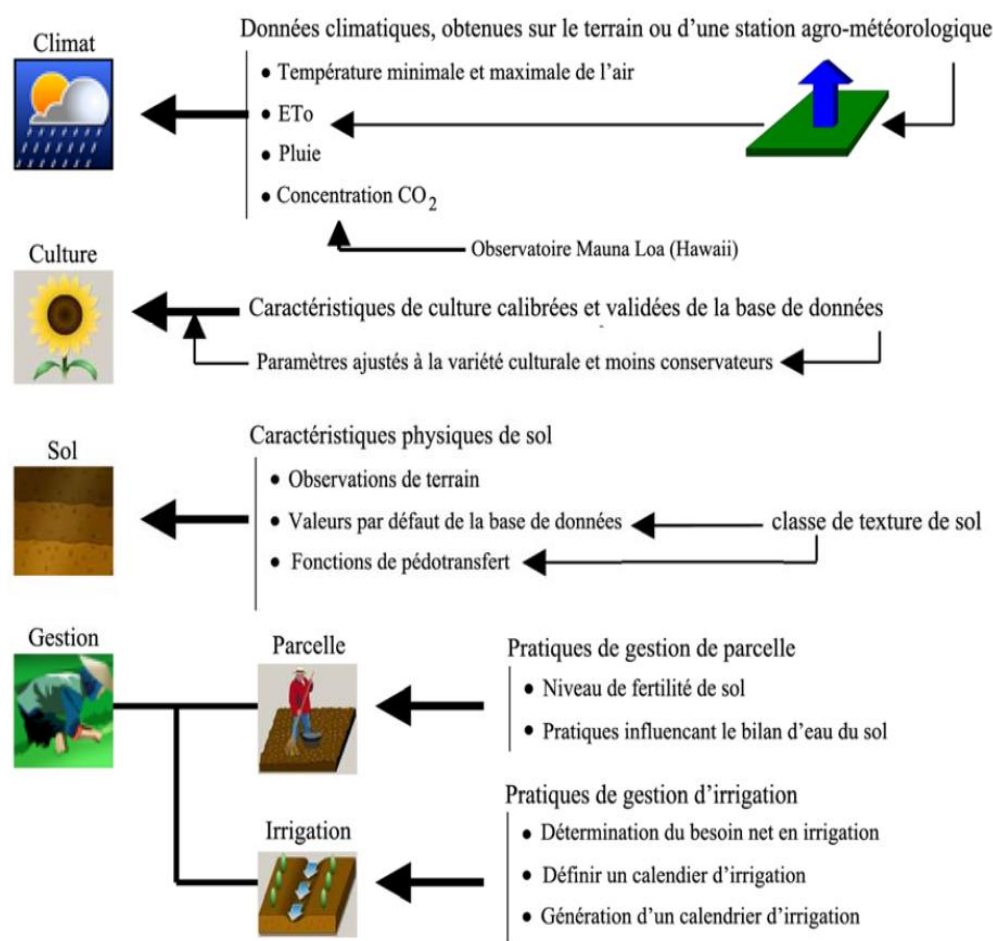 Climat
Données climatiques, obtenues sur le terrain ou d'une station agro-météorologique
• Température minimale et maximale de l'air
• ETo
• Pluie
• Concentration CO2
Observatoire Mauna Loa (Hawaii)
Culture
Caractéristiques de culture calibrées et validées de la base de données
Paramètres ajustés à la variété culturale et moins conservateurs
Sol
Caractéristiques physiques de sol
• Observations de terrain
• Valeurs par défaut de la base de données
classe de texture de sol
• Fonctions de pédotransfert
Gestion
Parcelle
Pratiques de gestion de parcelle
• Niveau de fertilité de sol
• Pratiques influencant le bilan d'eau du sol
Irrigation
Pratiques de gestion d'irrigation
• Détermination du besoin net en irrigation
• Définir un calendier d'irrigation
• Génération d'un calendrier d'irrigation